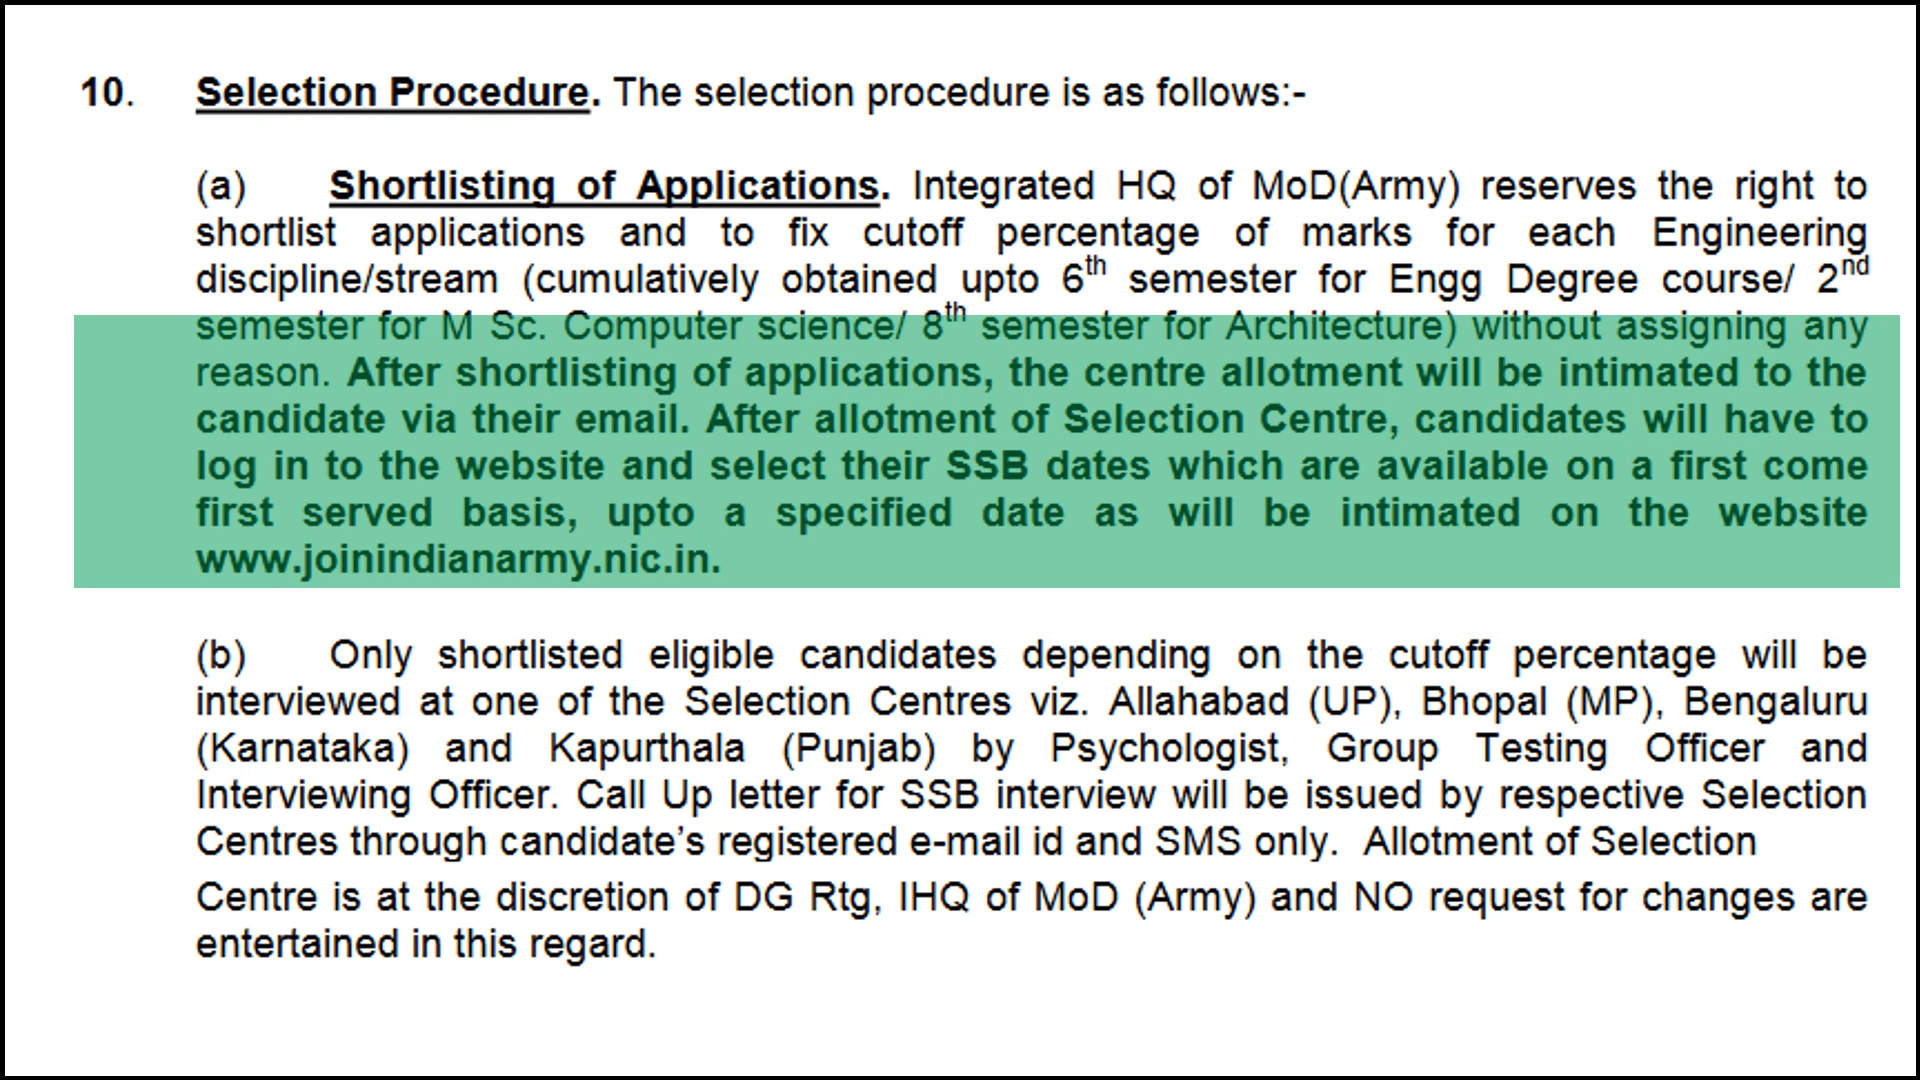 10. Selection Procedure. The selection procedure is as follows:-
(a) Shortlisting of Applications. Integrated HQ of MoD(Army) reserves the right to
shortlist applications and to fix cutoff percentage of marks for each Engineering
discipline/stream (cumulatively obtained upto 6th semester for Engg Degree course/ 2nd
semester for M Sc. Computer science/ 8th semester for Architecture) without assigning any
reason. After shortlisting of applications, the centre allotment will be intimated to the
candidate via their email. After allotment of Selection Centre, candidates will have to
log in to the website and select their SSB dates which are available on a first come
first served basis, upto a specified date as will be intimated on the website
www.joinindianarmy.nic.in.
(b) Only shortlisted eligible candidates depending on the cutoff percentage will be
interviewed at one of the Selection Centres viz. Allahabad (UP), Bhopal (MP), Bengaluru
(Karnataka) and Kapurthala (Punjab) by Psychologist, Group Testing Officer and
Interviewing Officer. Call Up letter for SSB interview will be issued by respective Selection
Centres through candidate’s registered e-mail id and SMS only. Allotment of Selection
Centre is at the discretion of DG Rtg, IHQ of MoD (Army) and NO request for changes are
entertained in this regard.